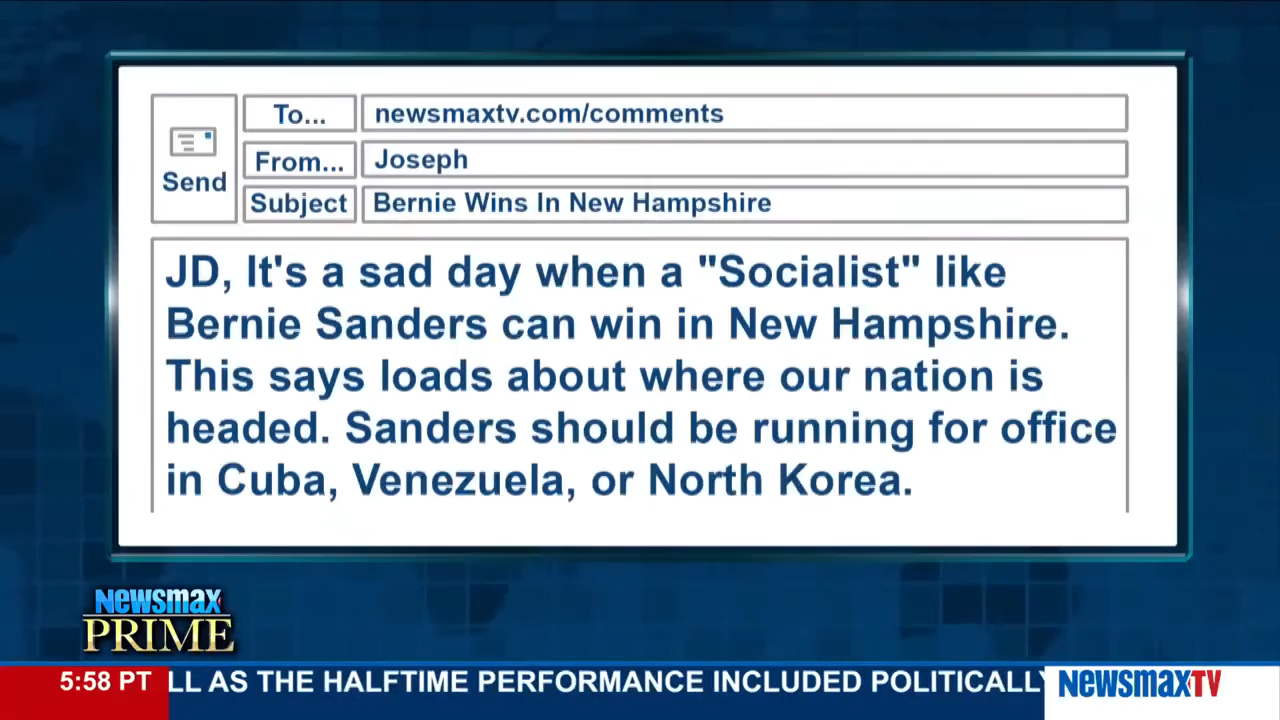 To...
newsmaxtv.com/comments
From...
Joseph
Send
Subject
Bernie Wins In New Hampshire
JD, It's a sad day when a "Socialist" like
Bernie Sanders can win in New Hampshire.
This says loads about where our nation is
headed. Sanders should be running for office
in Cuba, Venezuela, or North Korea.
Newsmax
PRIME
5:58 PT
LL AS THE HALFTIME PERFORMANCE INCLUDED POLITICALLY
NewsmaxTV